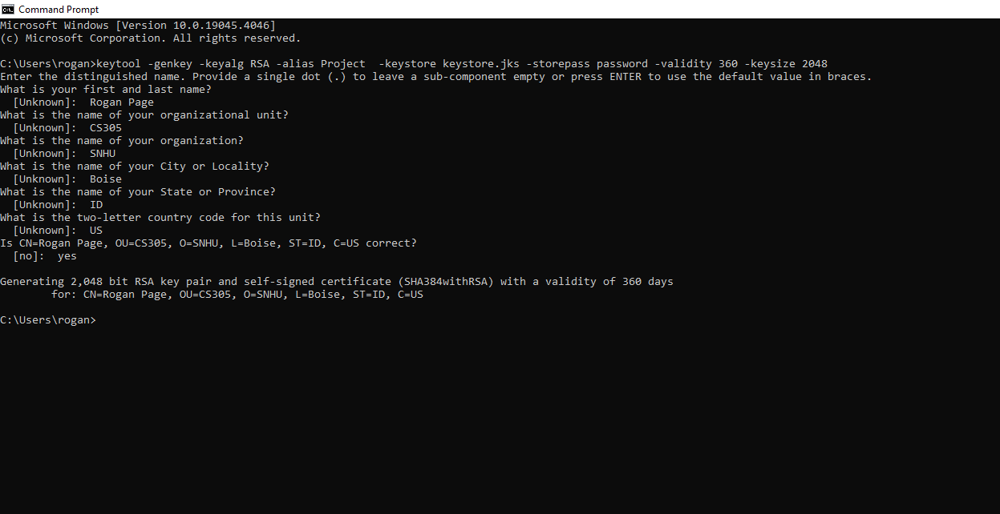 Command Prompt
Microsoft Windows [Version 10.0.19045.4046]
(c) Microsoft Corporation. All rights reserved.
C:\Users\rogan>keytool -genkey -keyalg RSA -alias Project  -keystore keystore.jks -storepass password -validity 360 -keysize 2048
Enter the distinguished name. Provide a single dot (.) to leave a sub-component empty or press ENTER to use the default value in braces.
What is your first and last name?
  [Unknown]:  Rogan Page
What is the name of your organizational unit?
  [Unknown]:  CS305
What is the name of your organization?
  [Unknown]:  SNHU
What is the name of your City or Locality?
  [Unknown]:  Boise
What is the name of your State or Province?
  [Unknown]:  ID
What is the two-letter country code for this unit?
  [Unknown]:  US
Is CN=Rogan Page, OU=CS305, O=SNHU, L=Boise, ST=ID, C=US correct?
  [no]:  yes
Generating 2,048 bit RSA key pair and self-signed certificate (SHA384withRSA) with a validity of 360 days
        for: CN=Rogan Page, OU=CS305, O=SNHU, L=Boise, ST=ID, C=US
C:\Users\rogan>